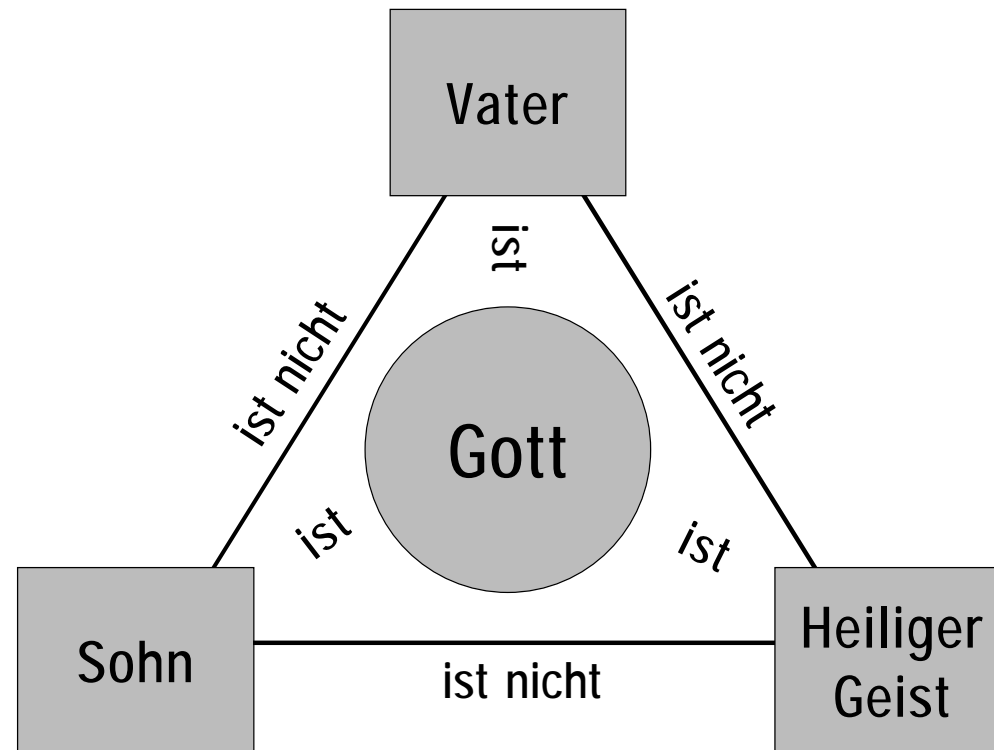 Vater
ist
ist nicht
ist nicht
Gott
ist
ist
Sohn
ist nicht
Heiliger
Geist